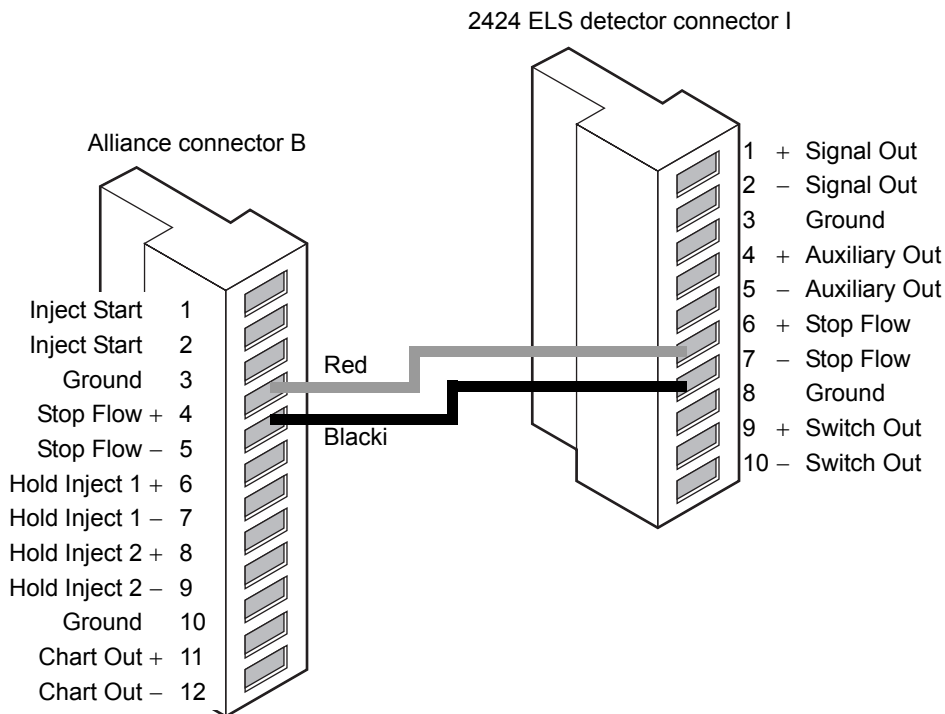 2424 ELS detector connector I
Alliance connector B
1 + Signal Out
2 – Signal Out
3 Ground
4 + Auxiliary Out
5 – Auxiliary Out
6 + Stop Flow
7 – Stop Flow
8 Ground
9 + Switch Out
10 – Switch Out
Inject Start 1
Inject Start 2
Ground 3
Stop Flow + 4
Stop Flow – 5
Hold Inject 1 + 6
Hold Inject 1 – 7
Hold Inject 2 + 8
Hold Inject 2 – 9
Ground 10
Chart Out + 11
Chart Out – 12
Red
Blacki